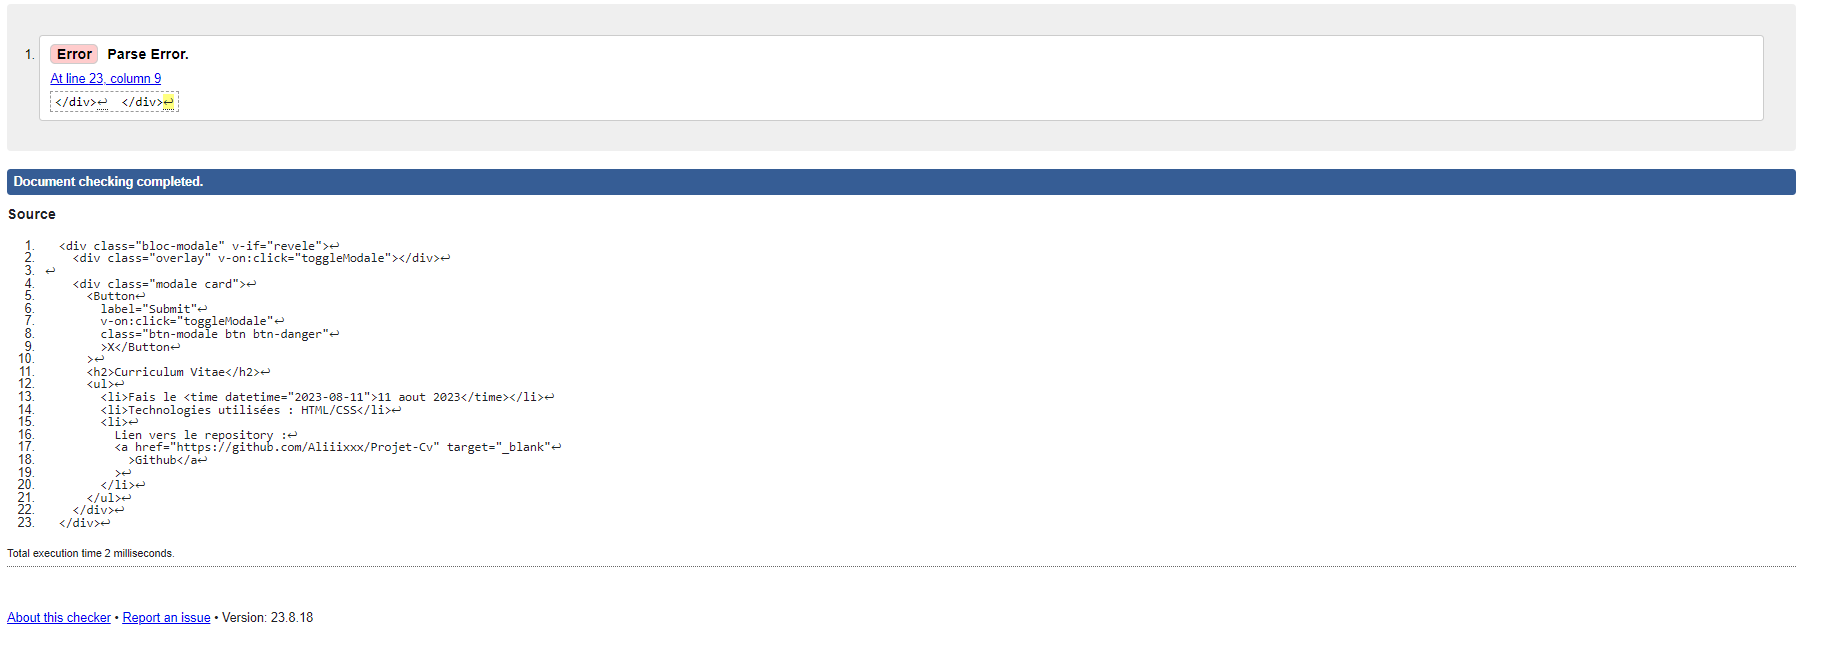 1. Error Parse Error.
At line 23, column 9
</div>↩  </div>↩
Document checking completed.
Source
1. <div class="bloc-modale" v-if="revele">↩
2. <div class="overlay" v-on:click="toggleModale"></div>↩
3. ↩
4. <div class="modale card">↩
5. <Button↩
6. label="Submit"↩
7. v-on:click="toggleModale"↩
8. class="btn-modale btn btn-danger"↩
9. >X</Button↩
10. >↩
11. <h2>Curriculum Vitae</h2>↩
12. <ul>↩
13. <li>Fais le <time datetime="2023-08-11">11 aout 2023</time></li>↩
14. <li>Technologies utilisées : HTML/CSS</li>↩
15. <li>↩
16. Lien vers le repository :↩
17. <a href="https://github.com/Aliiixxx/Projet-Cv" target="_blank"↩
18. >Github</a↩
19. >↩
20. </li>↩
21. </ul>↩
22. </div>↩
23. </div>↩
Total execution time 2 milliseconds.
About this checker • Report an issue • Version: 23.8.18